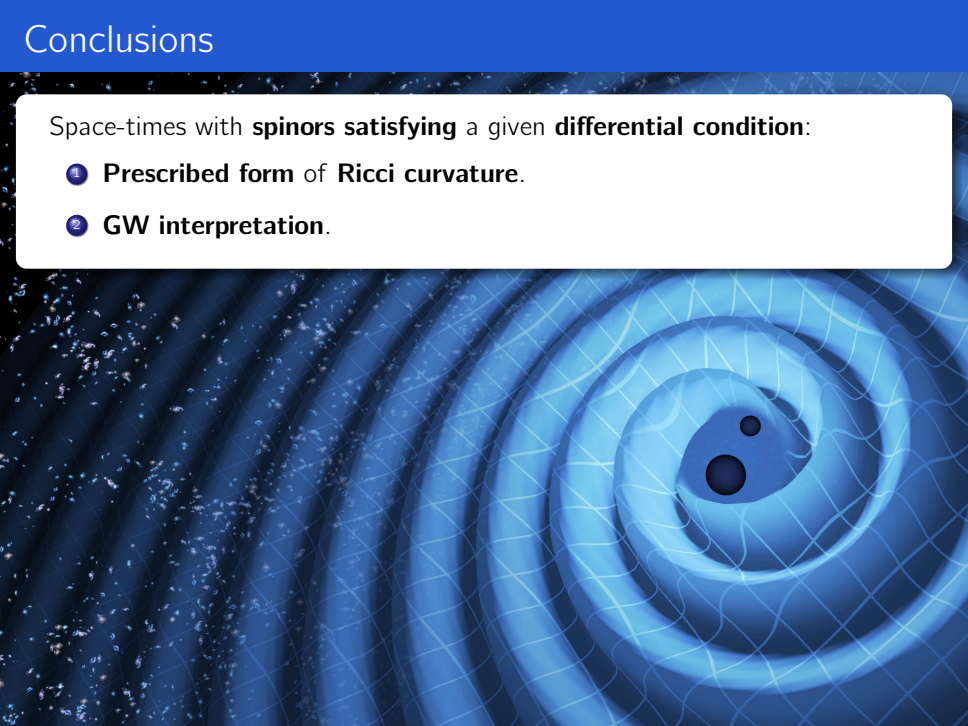 Conclusions
Space-times with spinors satisfying a given differential condition:
1 Prescribed form of Ricci curvature.
2 GW interpretation.